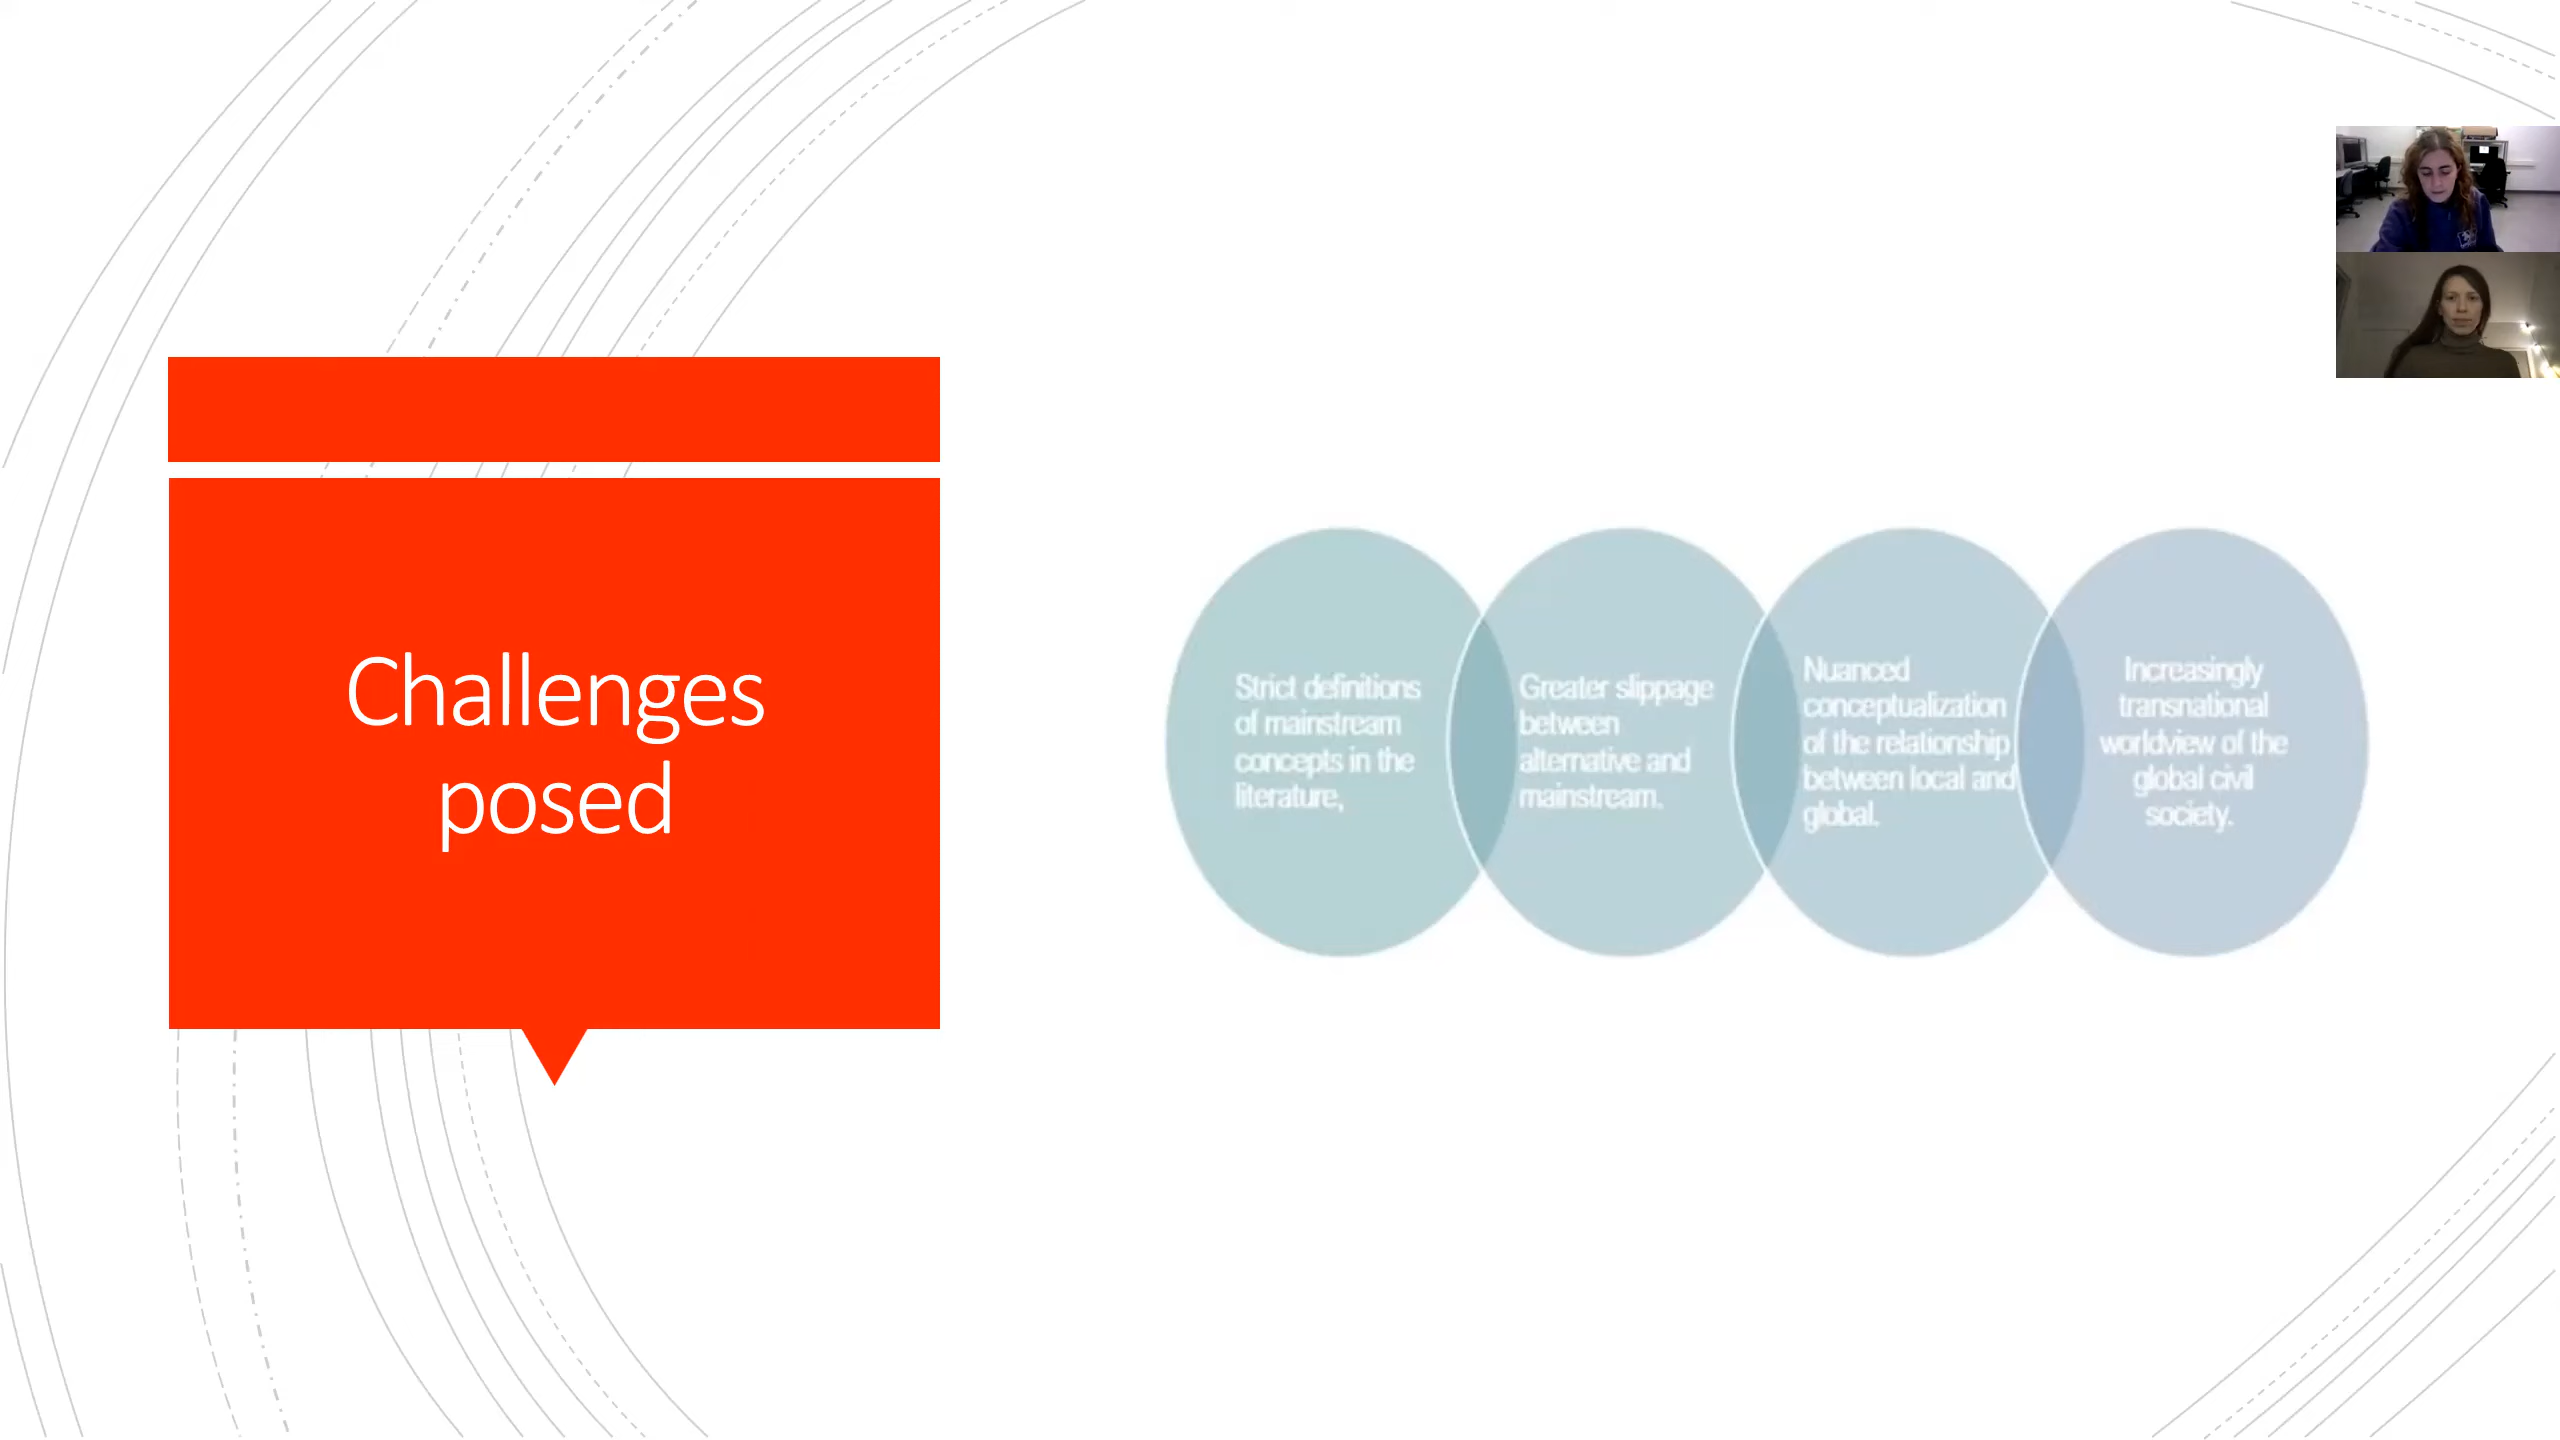 Challenges
posed
Strict definitions
of mainstream
concepts in the
literature,
Greater slippage
between
alternative and
mainstream.
Nuanced
conceptualization
of the relationship
between local and
global.
Increasingly
transnational
worldview of the
global civil
society.